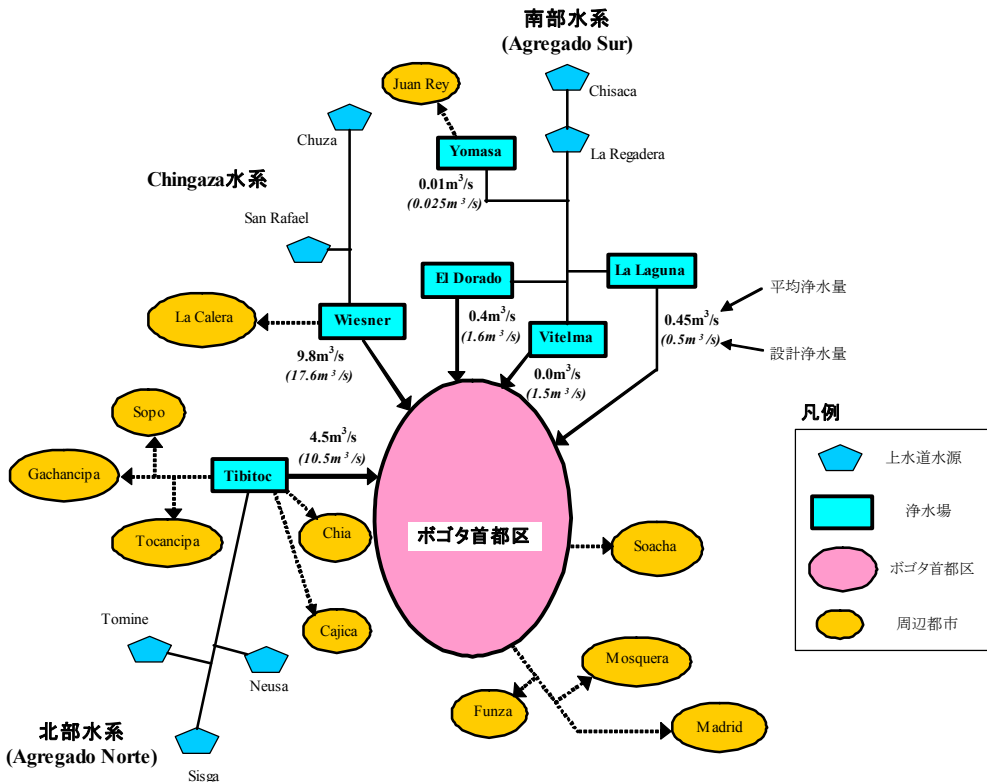 南部水系
(Agregado Sur)
Juan Rey
Chisaca
Chuza
Yomasa
La Regadera
Chingaza水系
0.01m³/s
(0.025m³/s)
San Rafael
El Dorado
La Laguna
平均浄水量
La Calera
Wiesner
0.4m³/s
(1.6m³/s)
Vitelma
0.45m³/s
(0.5m³/s)
設計浄水量
9.8m³/s
(17.6m³/s)
0.0m³/s
(1.5m³/s)
凡例
Sopo
4.5m³/s
(10.5m³/s)
上水道水源
Gachancipa
Tibitoc
浄水場
Tocancipa
Chia
ボゴタ首都区
Soacha
ボゴタ首都区
Tomine
Cajica
周辺都市
Neusa
Mosquera
Funza
Madrid
北部水系
(Agregado Norte)
Sisga